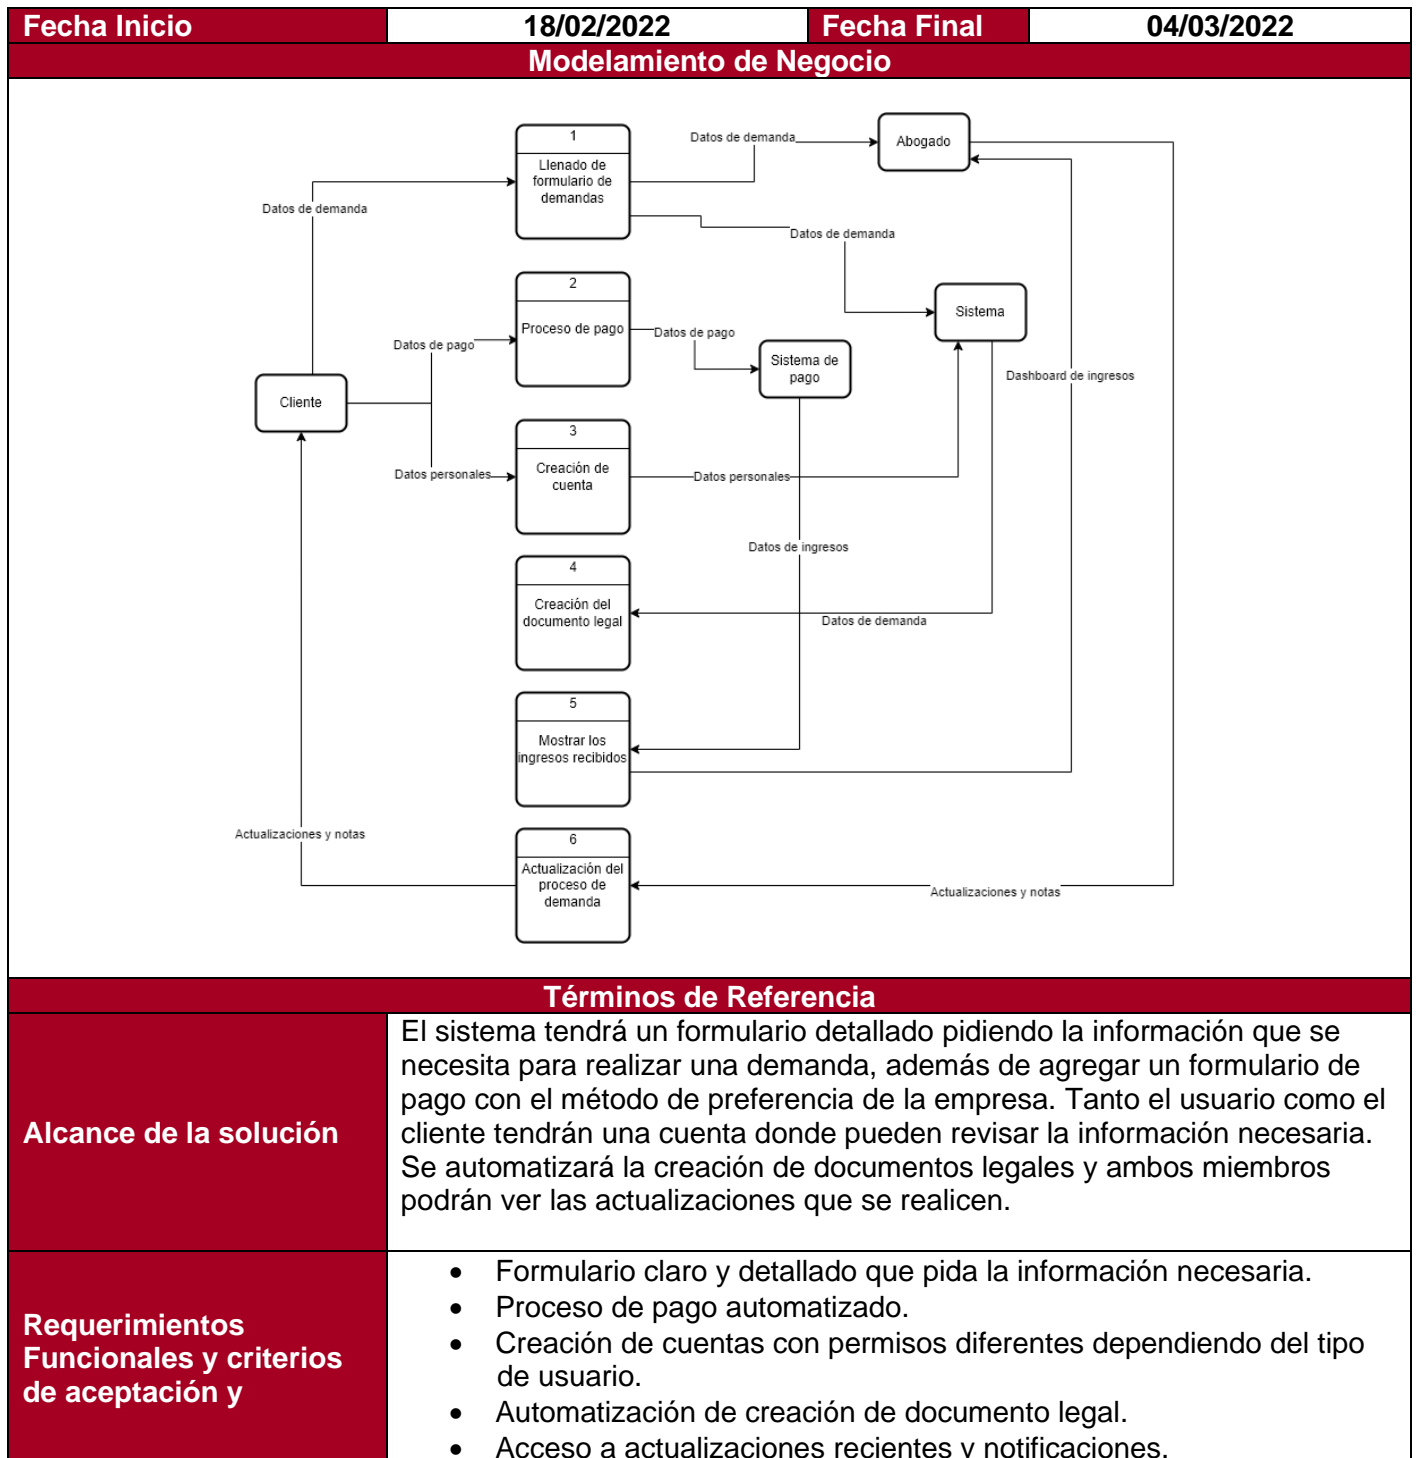 Fecha Inicio 18/02/2022 Fecha Final 04/03/2022
Modelamiento de Negocio
1
Llenado de
formulario de
demandas
Datos de demanda
Abogado
Datos de demanda
Datos de demanda
2
Proceso de pago
Datos de pago
Datos de pago
Sistema
Sistema de
pago
Dashboard de ingresos
Cliente
3
Creación de
cuenta
Datos personales
Datos personales
Datos de ingresos
4
Creación del
documento legal
Datos de demanda
5
Mostrar los
ingresos recibidos
Actualizaciones y notas
6
Actualización del
proceso de
demanda
Actualizaciones y notas
Términos de Referencia
Alcance de la solución
El sistema tendrá un formulario detallado pidiendo la información que se
necesita para realizar una demanda, además de agregar un formulario de
pago con el método de preferencia de la empresa. Tanto el usuario como el
cliente tendrán una cuenta donde pueden revisar la información necesaria.
Se automatizará la creación de documentos legales y ambos miembros
podrán ver las actualizaciones que se realicen.
Requerimientos
Funcionales y criterios
de aceptación y
• Formulario claro y detallado que pida la información necesaria.
• Proceso de pago automatizado.
• Creación de cuentas con permisos diferentes dependiendo del tipo
de usuario.
• Automatización de creación de documento legal.
• Acceso a actualizaciones recientes y notificaciones.